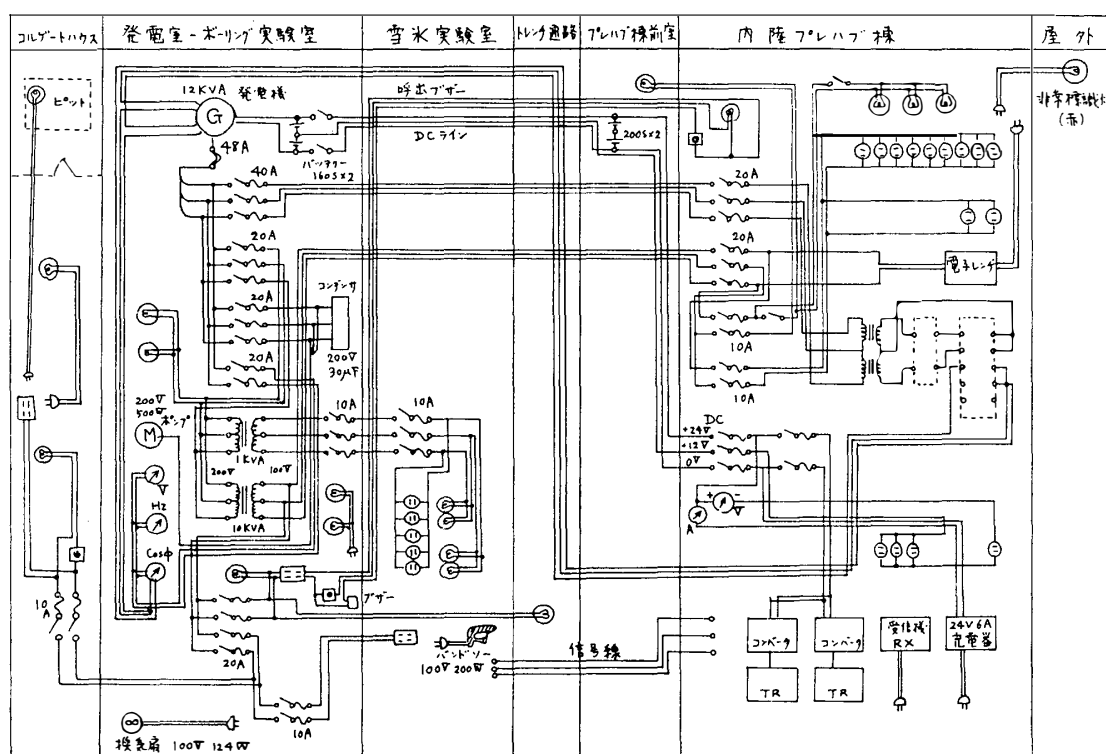 コルゲートハウス
発電室-ボーリング実験室
雪氷実験室
トレンチ通路
プレハブ棟前室
内陸プレハブ棟
屋外
ピット
12KVA 発電機
G
呼出ブザー
DCライン
バッテリー
160S×2
200S×2
非常標識灯
(赤)
48A
40A
20A
20A
20A
20A
20A
コンデンサ
200V
30μF
電子レンジ
10A
10A
200V
500W
ポンプ
M
10A
10A
1KVA
200V
100V
10KVA
V
Hz
Cosφ
DC
+24V
+12V
0V
+
-
V
A
10A
ブザー
20A
10A
バンドソー
100V 200W
信号線
コンバータ
コンバータ
TR
TR
受信機
RX
24V6A
充電器
換気扇 100V 124W